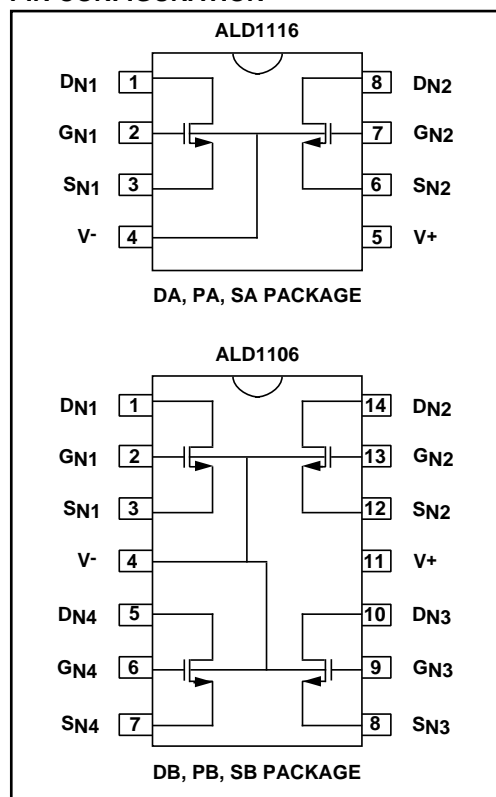 ALD1116
DN1 1 8 DN2
GN1 2 7 GN2
SN1 3 6 SN2
V- 4 5 V+
DA, PA, SA PACKAGE
ALD1106
DN1 1 14 DN2
GN1 2 13 GN2
SN1 3 12 SN2
V- 4 11 V+
DN4 5 10 DN3
GN4 6 9 GN3
SN4 7 8 SN3
DB, PB, SB PACKAGE